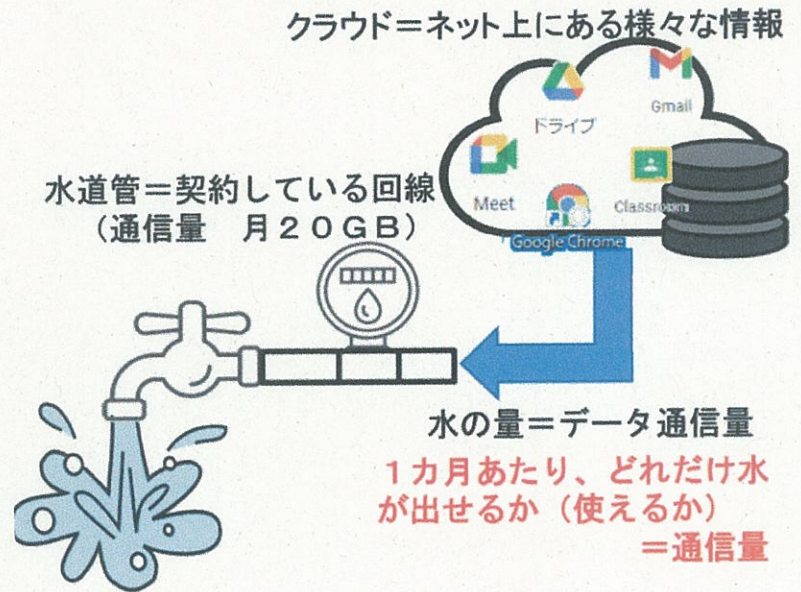 クラウド＝ネット上にある様々な情報
ドライブ
Gmail
Meet
Classroom
Google Chrome
水道管＝契約している回線
（通信量　月２０ＧＢ）
水の量＝データ通信量
１カ月あたり、どれだけ水
が出せるか（使えるか）
＝通信量